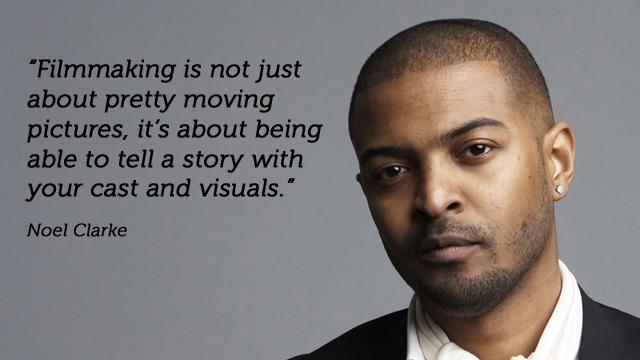 “Filmmaking is not just
about pretty moving
pictures, it’s about being
able to tell a story with
your cast and visuals.”
Noel Clarke